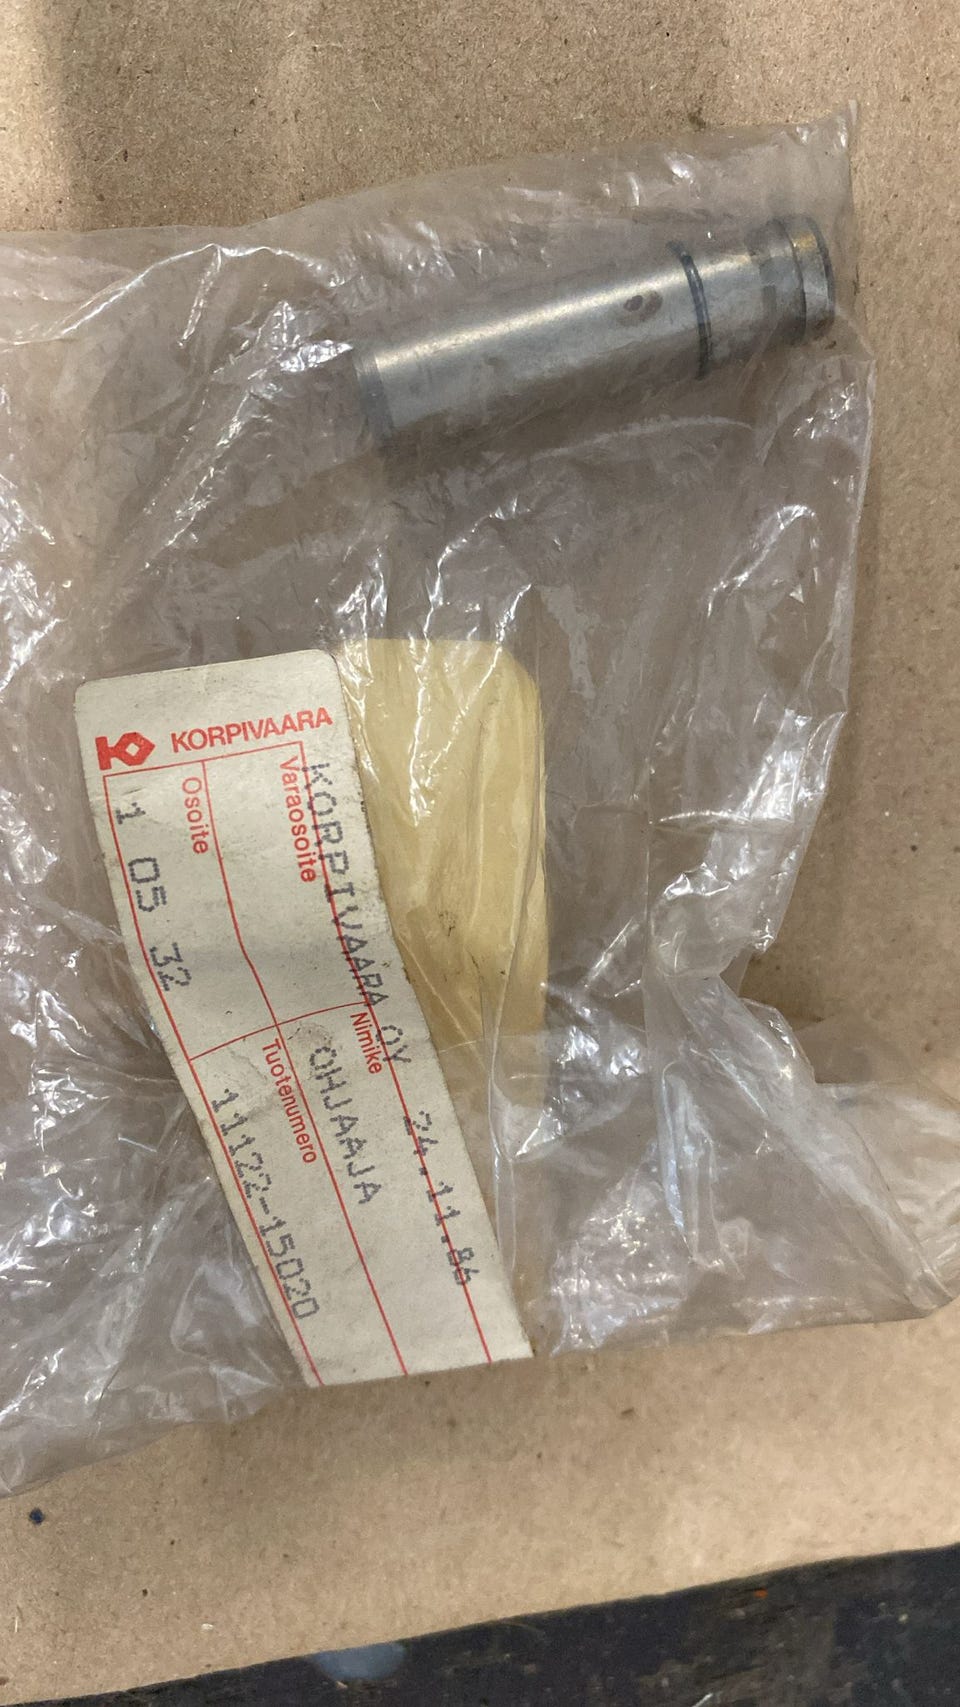 KORPIVAARA
KORPIVAARA OY 24.11.86
Varaosoite
Nimike
OHJAAJA
Osoite
Tuotenumero
1 05 32
11122-15020